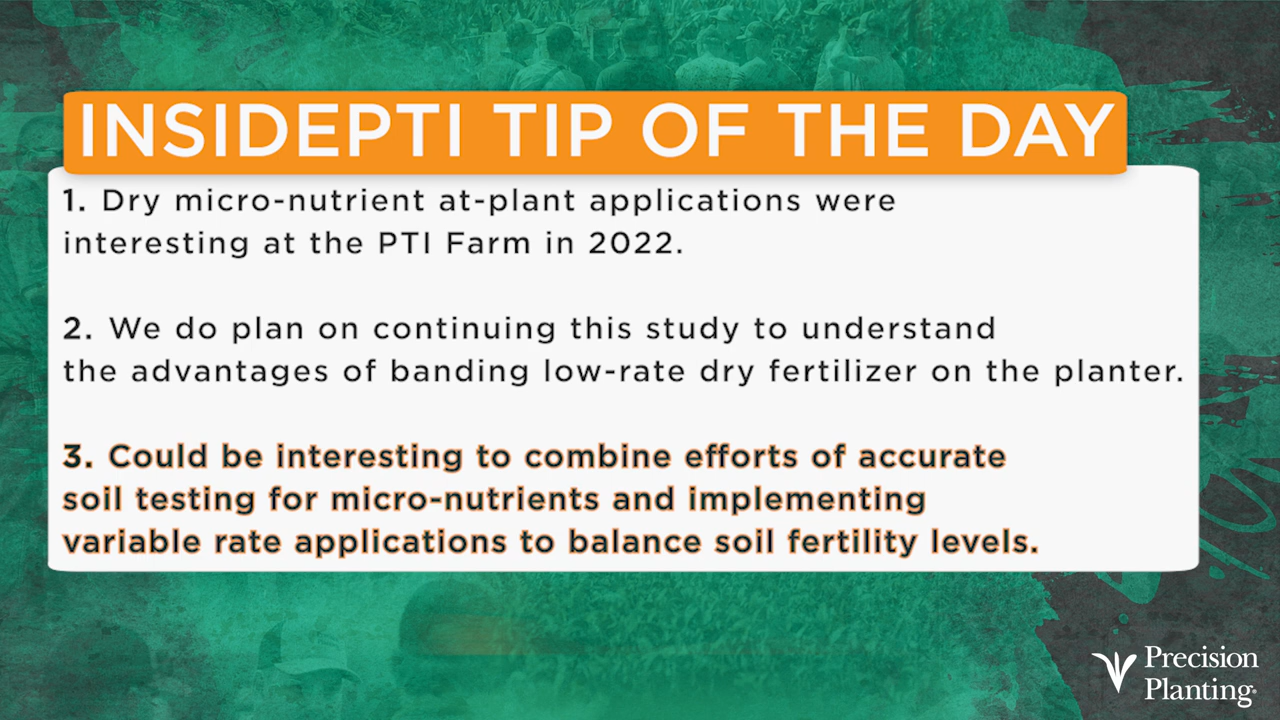 INSIDEPTI TIP OF THE DAY
1. Dry micro-nutrient at-plant applications were
interesting at the PTI Farm in 2022.
2. We do plan on continuing this study to understand
the advantages of banding low-rate dry fertilizer on the planter.
3. Could be interesting to combine efforts of accurate
soil testing for micro-nutrients and implementing
variable rate applications to balance soil fertility levels.
Precision
Planting®